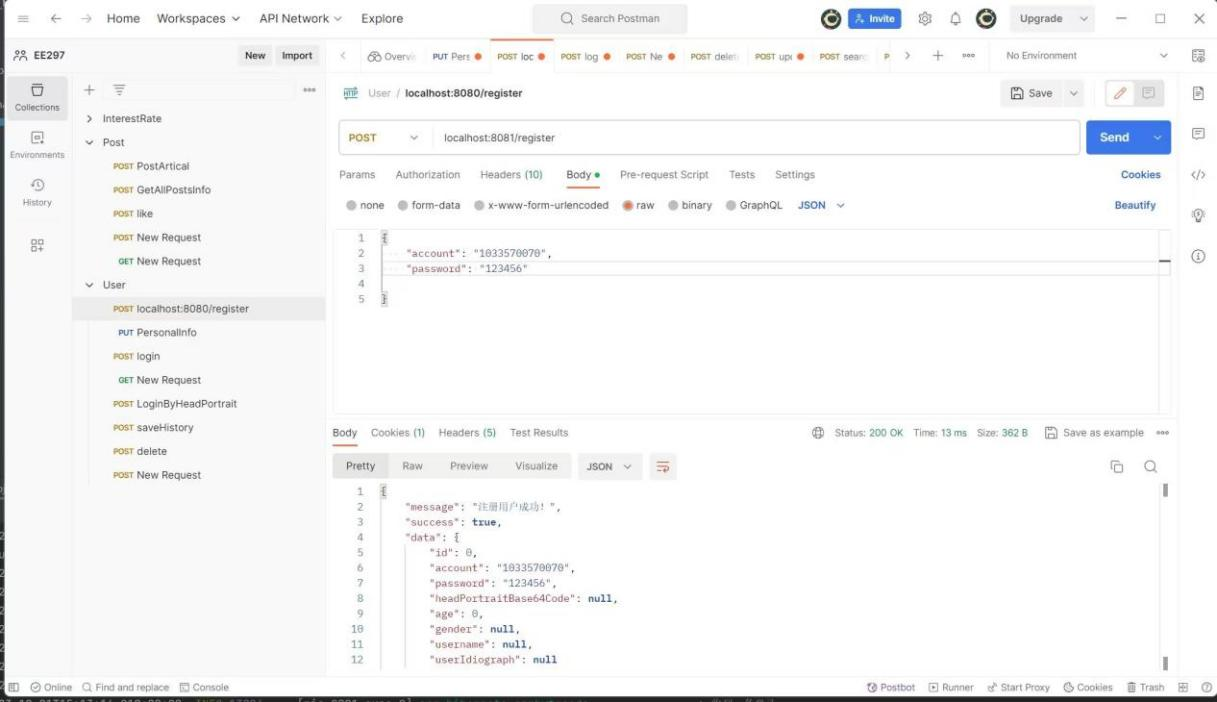 Home Workspaces API Network Explore Search Postman Invite Upgrade
EE297 New Import Overvi PUT Pers POST loc POST log POST Ne POST delet POST upc POST searc P No Environment
Collections
Environments
History
InterestRate
Post
POST PostArtical
POST GetAllPostsInfo
POST like
POST New Request
GET New Request
User
POST localhost:8080/register
PUT PersonalInfo
POST login
GET New Request
POST LoginByHeadPortrait
POST saveHistory
POST delete
POST New Request
HTTP User / localhost:8080/register Save
POST localhost:8081/register Send
Params Authorization Headers (10) Body Pre-request Script Tests Settings Cookies
none form-data x-www-form-urlencoded raw binary GraphQL JSON Beautify
1 {
2 "account": "1033570070",
3 "password": "123456"
4
5 }
Body Cookies (1) Headers (5) Test Results Status: 200 OK Time: 13 ms Size: 362 B Save as example
Pretty Raw Preview Visualize JSON
1 {
2 "message": "注册用户成功! ",
3 "success": true,
4 "data": {
5 "id": 0,
6 "account": "1033570070",
7 "password": "123456",
8 "headPortraitBase64Code": null,
9 "age": 0,
10 "gender": null,
11 "username": null,
12 "userIdiograph": null
Online Find and replace Console Postbot Runner Start Proxy Cookies Trash